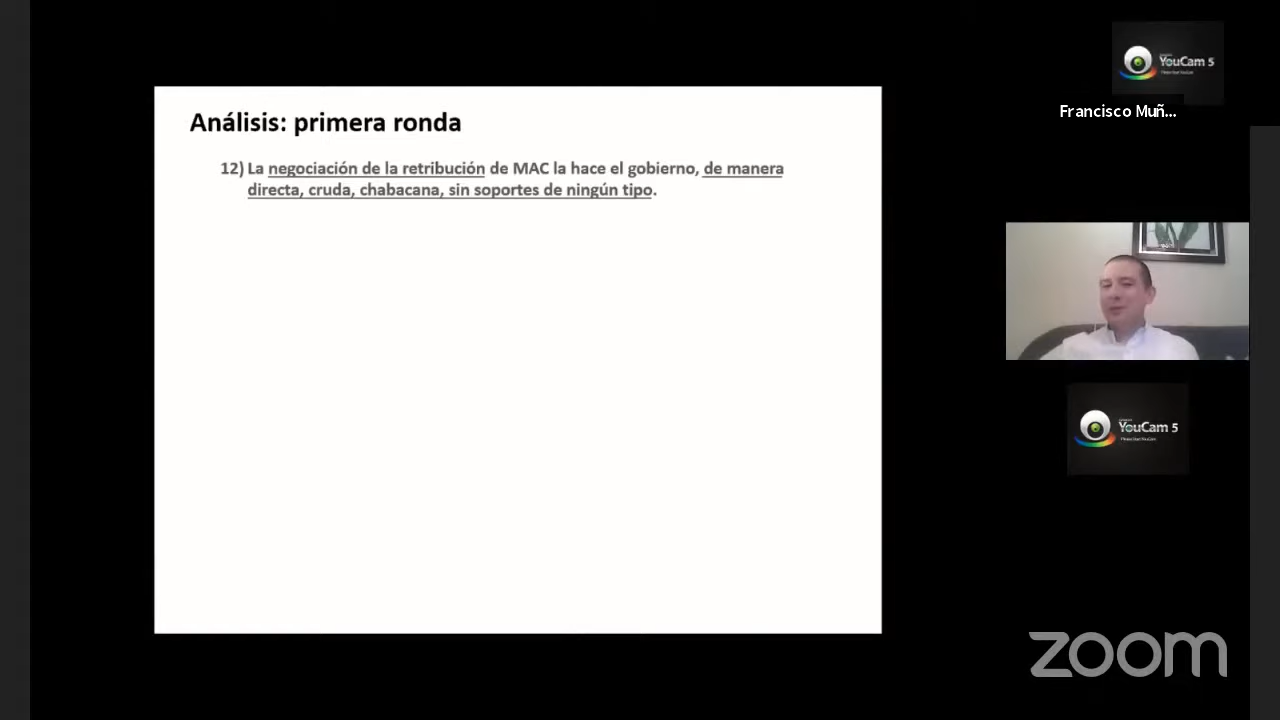 YouCam 5
Francisco Muñ...
Análisis: primera ronda
12) La negociación de la retribución de MAC la hace el gobierno, de manera
directa, cruda, chabacana, sin soportes de ningún tipo.
YouCam 5
zoom